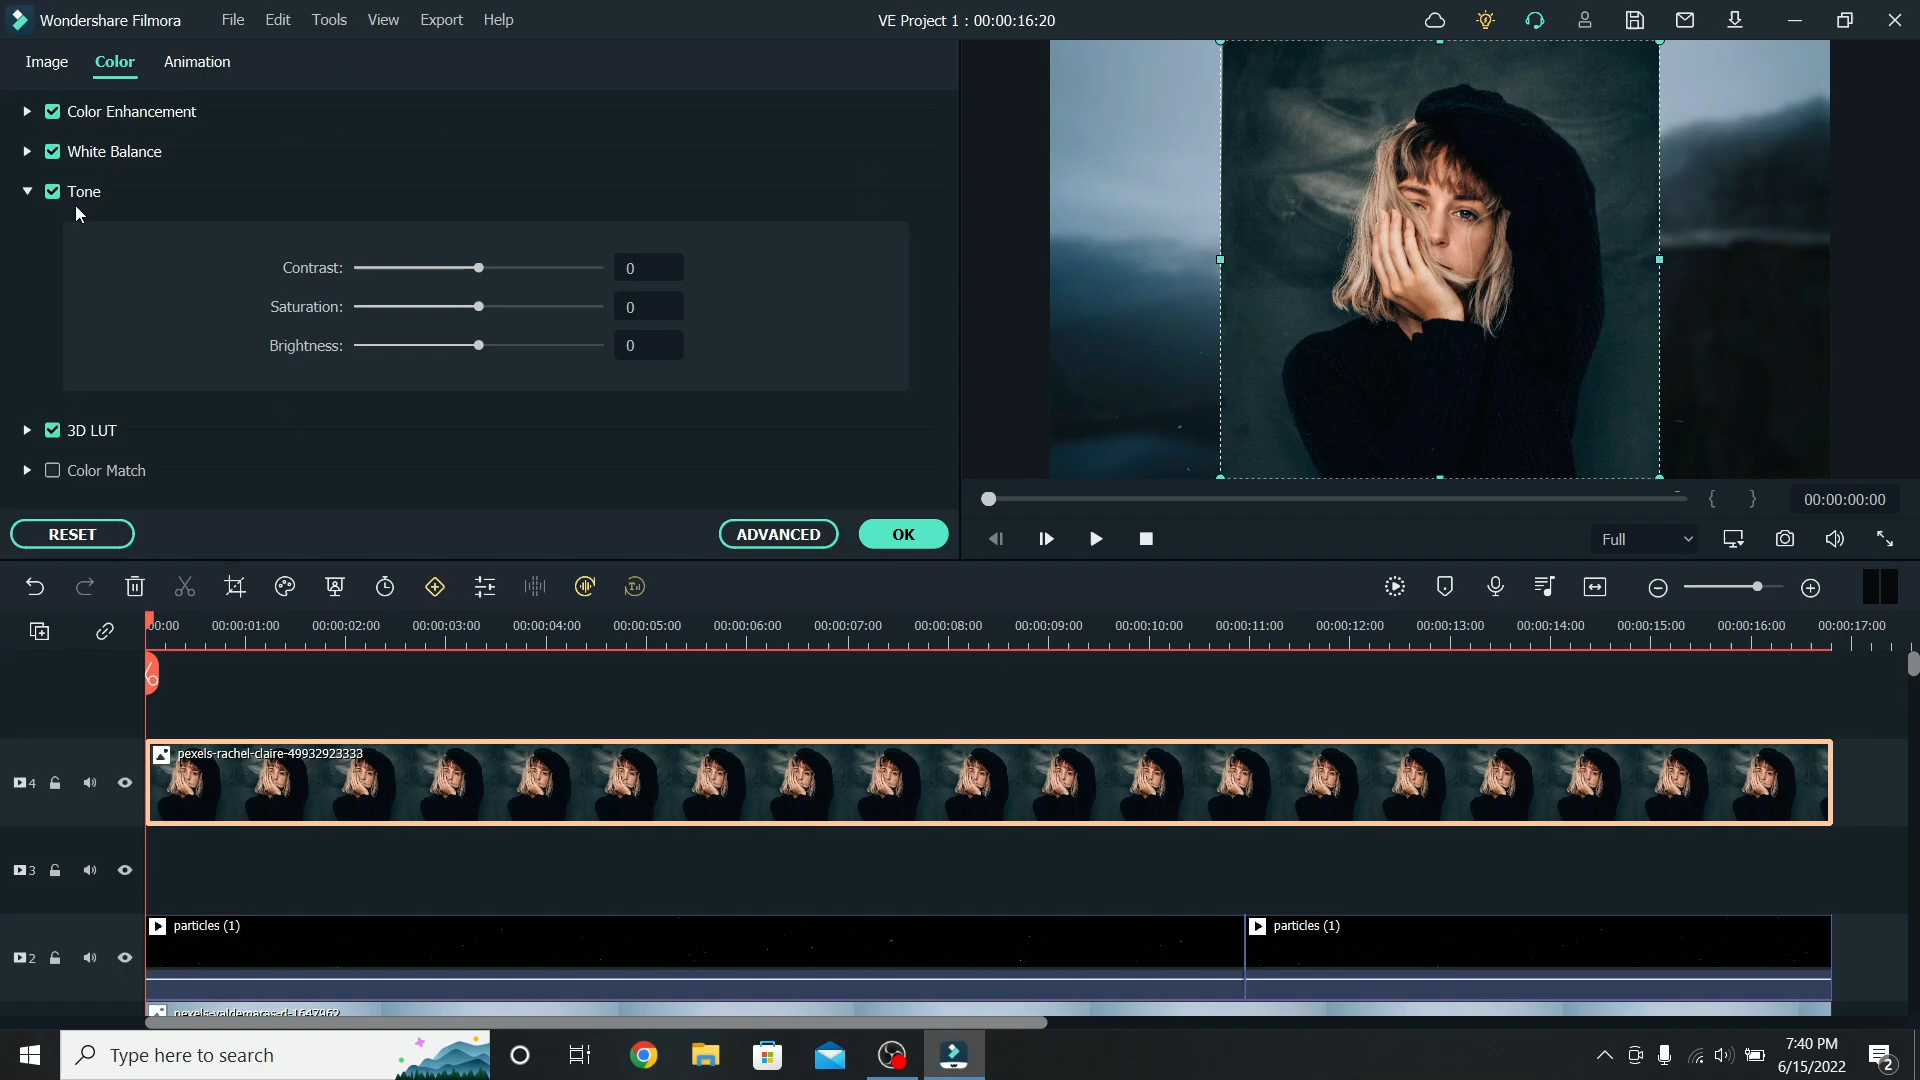 Wondershare Filmora File Edit Tools View Export Help VE Project 1 : 00:00:16:20
Image Color Animation
Color Enhancement
White Balance
Tone
Contrast: 0
Saturation: 0
Brightness: 0
3D LUT
Color Match
RESET ADVANCED OK
{ } 00:00:00:00
Full
00:00 00:00:01:00 00:00:02:00 00:00:03:00 00:00:04:00 00:00:05:00 00:00:06:00 00:00:07:00 00:00:08:00 00:00:09:00 00:00:10:00 00:00:11:00 00:00:12:00 00:00:13:00 00:00:14:00 00:00:15:00 00:00:16:00 00:00:17:00
pexels-rachel-claire-49932923333
4
3
particles (1) particles (1)
2
pexels-valdemaras-d-1647962
Type here to search
7:40 PM
6/15/2022
2